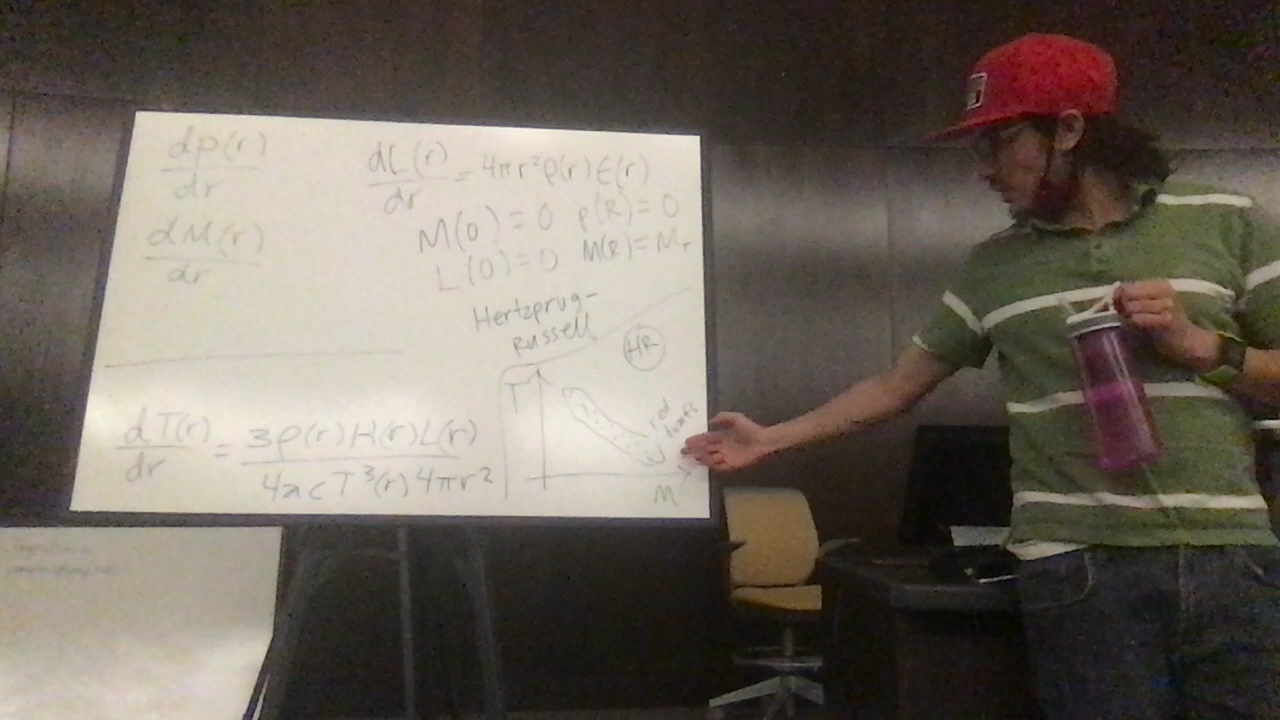 dp(r)
dr
dM(r)
dr
dL(r)
dr
= 4πr²ρ(r)ε(r)
M(0) = 0 p(R) = 0
L(0) = 0 M(R) = Mᵣ
Hertzprug-
Russell
HR
T
red
M
dT(r)
dr
= 3ρ(r)K(r)L(r)
4acT³(r)4πr²